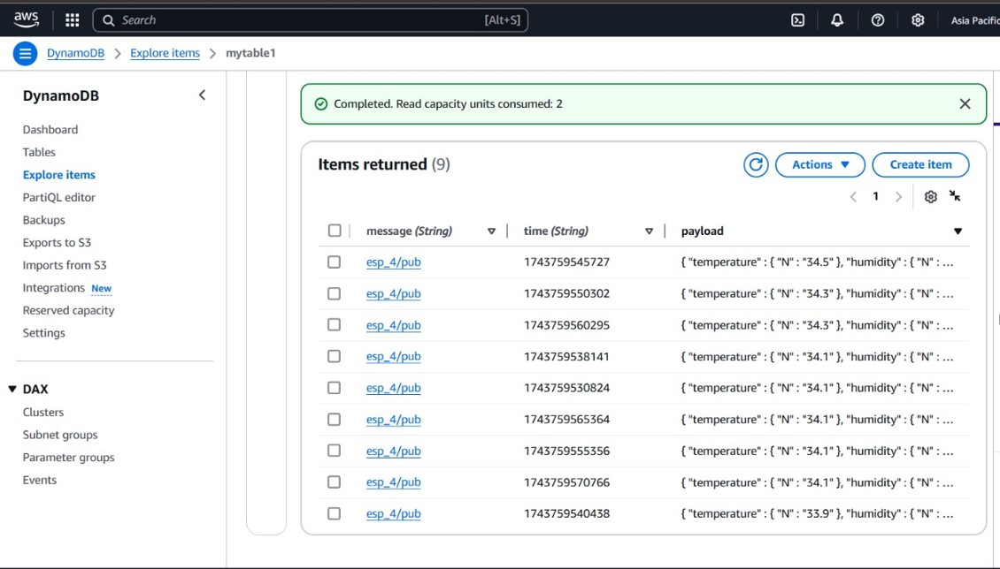 aws
Search [Alt+S]
Asia Pacific
DynamoDB > Explore items > mytable1
DynamoDB
Dashboard
Tables
Explore items
PartiQL editor
Backups
Exports to S3
Imports from S3
Integrations New
Reserved capacity
Settings
DAX
Clusters
Subnet groups
Parameter groups
Events
Completed. Read capacity units consumed: 2
Items returned (9)
Actions
Create item
1
message (String) time (String) payload
esp_4/pub 1743759545727 { "temperature" : { "N" : "34.5" }, "humidity" : { "N" : ...
esp_4/pub 1743759550302 { "temperature" : { "N" : "34.3" }, "humidity" : { "N" : ...
esp_4/pub 1743759560295 { "temperature" : { "N" : "34.3" }, "humidity" : { "N" : ...
esp_4/pub 1743759538141 { "temperature" : { "N" : "34.1" }, "humidity" : { "N" : ...
esp_4/pub 1743759530824 { "temperature" : { "N" : "34.1" }, "humidity" : { "N" : ...
esp_4/pub 1743759565364 { "temperature" : { "N" : "34.1" }, "humidity" : { "N" : ...
esp_4/pub 1743759555356 { "temperature" : { "N" : "34.1" }, "humidity" : { "N" : ...
esp_4/pub 1743759570766 { "temperature" : { "N" : "34.1" }, "humidity" : { "N" : ...
esp_4/pub 1743759540438 { "temperature" : { "N" : "33.9" }, "humidity" : { "N" : ...